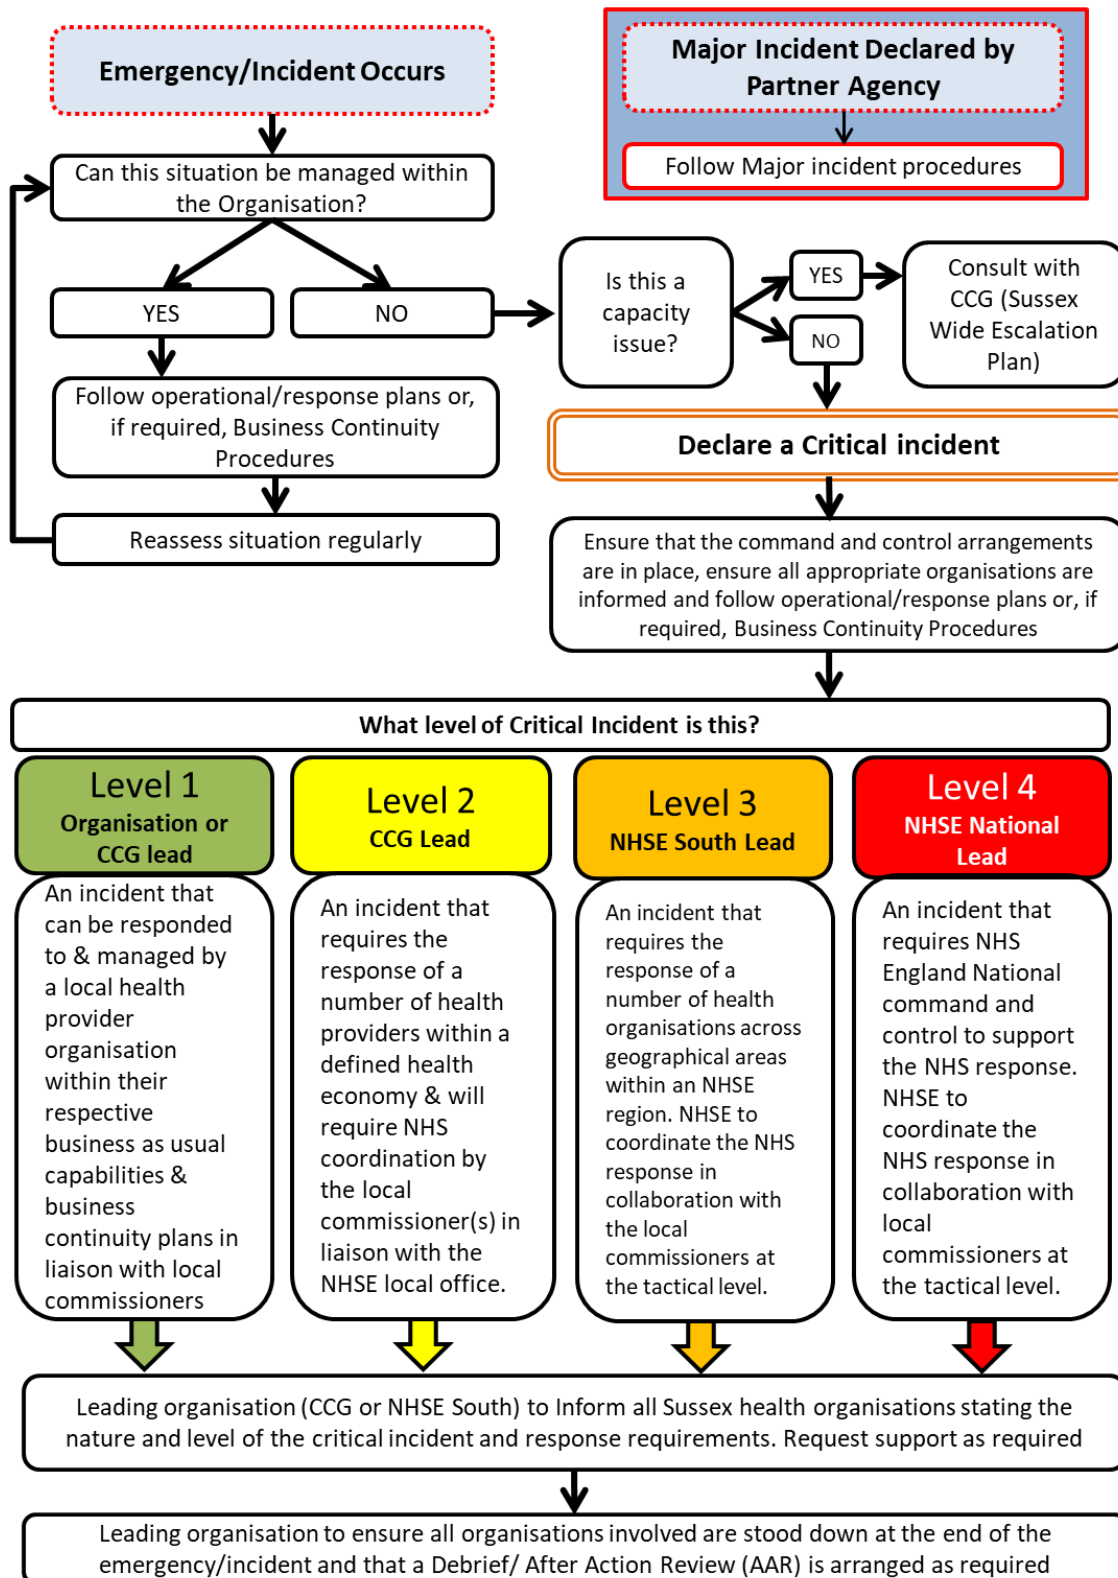 Emergency/Incident Occurs
Major Incident Declared by
Partner Agency
Follow Major incident procedures
Can this situation be managed within
the Organisation?
YES
NO
Is this a
capacity
issue?
YES
NO
Consult with
CCG (Sussex
Wide Escalation
Plan)
Follow operational/response plans or,
if required, Business Continuity
Procedures
Reassess situation regularly
Declare a Critical incident
Ensure that the command and control arrangements
are in place, ensure all appropriate organisations are
informed and follow operational/response plans or, if
required, Business Continuity Procedures
What level of Critical Incident is this?
Level 1
Organisation or
CCG lead
An incident that
can be responded
to & managed by
a local health
provider
organisation
within their
respective
business as usual
capabilities &
business
continuity plans in
liaison with local
commissioners
Level 2
CCG Lead
An incident that
requires the
response of a
number of health
providers within a
defined health
economy & will
require NHS
coordination by
the local
commissioner(s) in
liaison with the
NHSE local office.
Level 3
NHSE South Lead
An incident that
requires the
response of a
number of health
organisations across
geographical areas
within an NHSE
region. NHSE to
coordinate the NHS
response in
collaboration with
the local
commissioners at
the tactical level.
Level 4
NHSE National
Lead
An incident that
requires NHS
England National
command and
control to support
the NHS response.
NHSE to
coordinate the
NHS response in
collaboration with
local
commissioners at
the tactical level.
Leading organisation (CCG or NHSE South) to Inform all Sussex health organisations stating the
nature and level of the critical incident and response requirements. Request support as required
Leading organisation to ensure all organisations involved are stood down at the end of the
emergency/incident and that a Debrief/ After Action Review (AAR) is arranged as required